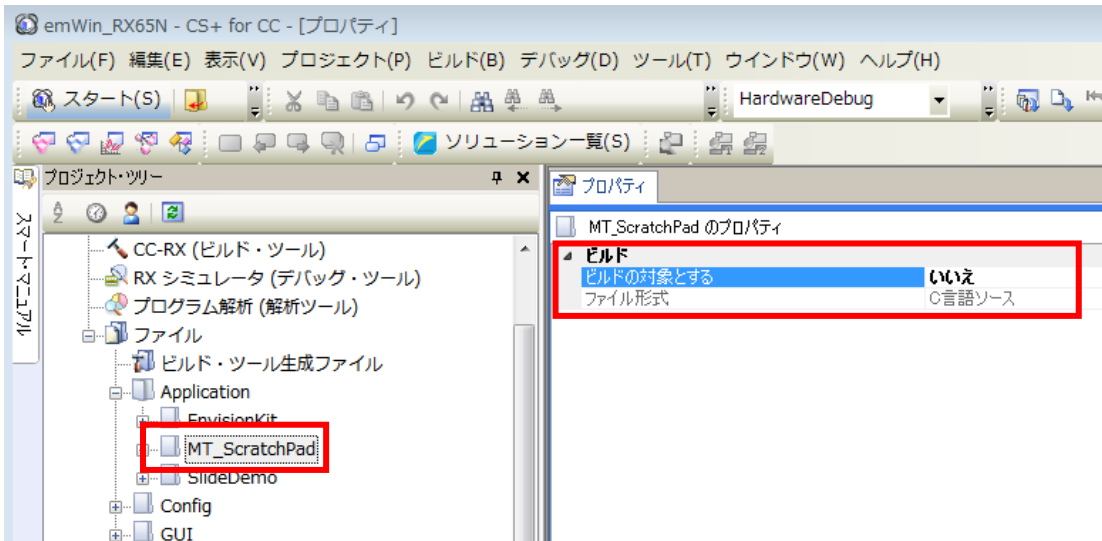 emWin_RX65N - CS+ for CC - [プロパティ]
ファイル(F) 編集(E) 表示(V) プロジェクト(P) ビルド(B) デバッグ(D) ツール(T) ウインドウ(W) ヘルプ(H)
スタート(S) HardwareDebug
ソリューション一覧(S)
スマート・マニュアル
プロジェクト・ツリー
CC-RX (ビルド・ツール)
RX シミュレータ (デバッグ・ツール)
プログラム解析 (解析ツール)
ファイル
ビルド・ツール生成ファイル
Application
EnvisionKit
MT_ScratchPad
SlideDemo
Config
GUI
プロパティ
MT_ScratchPad のプロパティ
ビルド
ビルドの対象とする いいえ
ファイル形式 C言語ソース